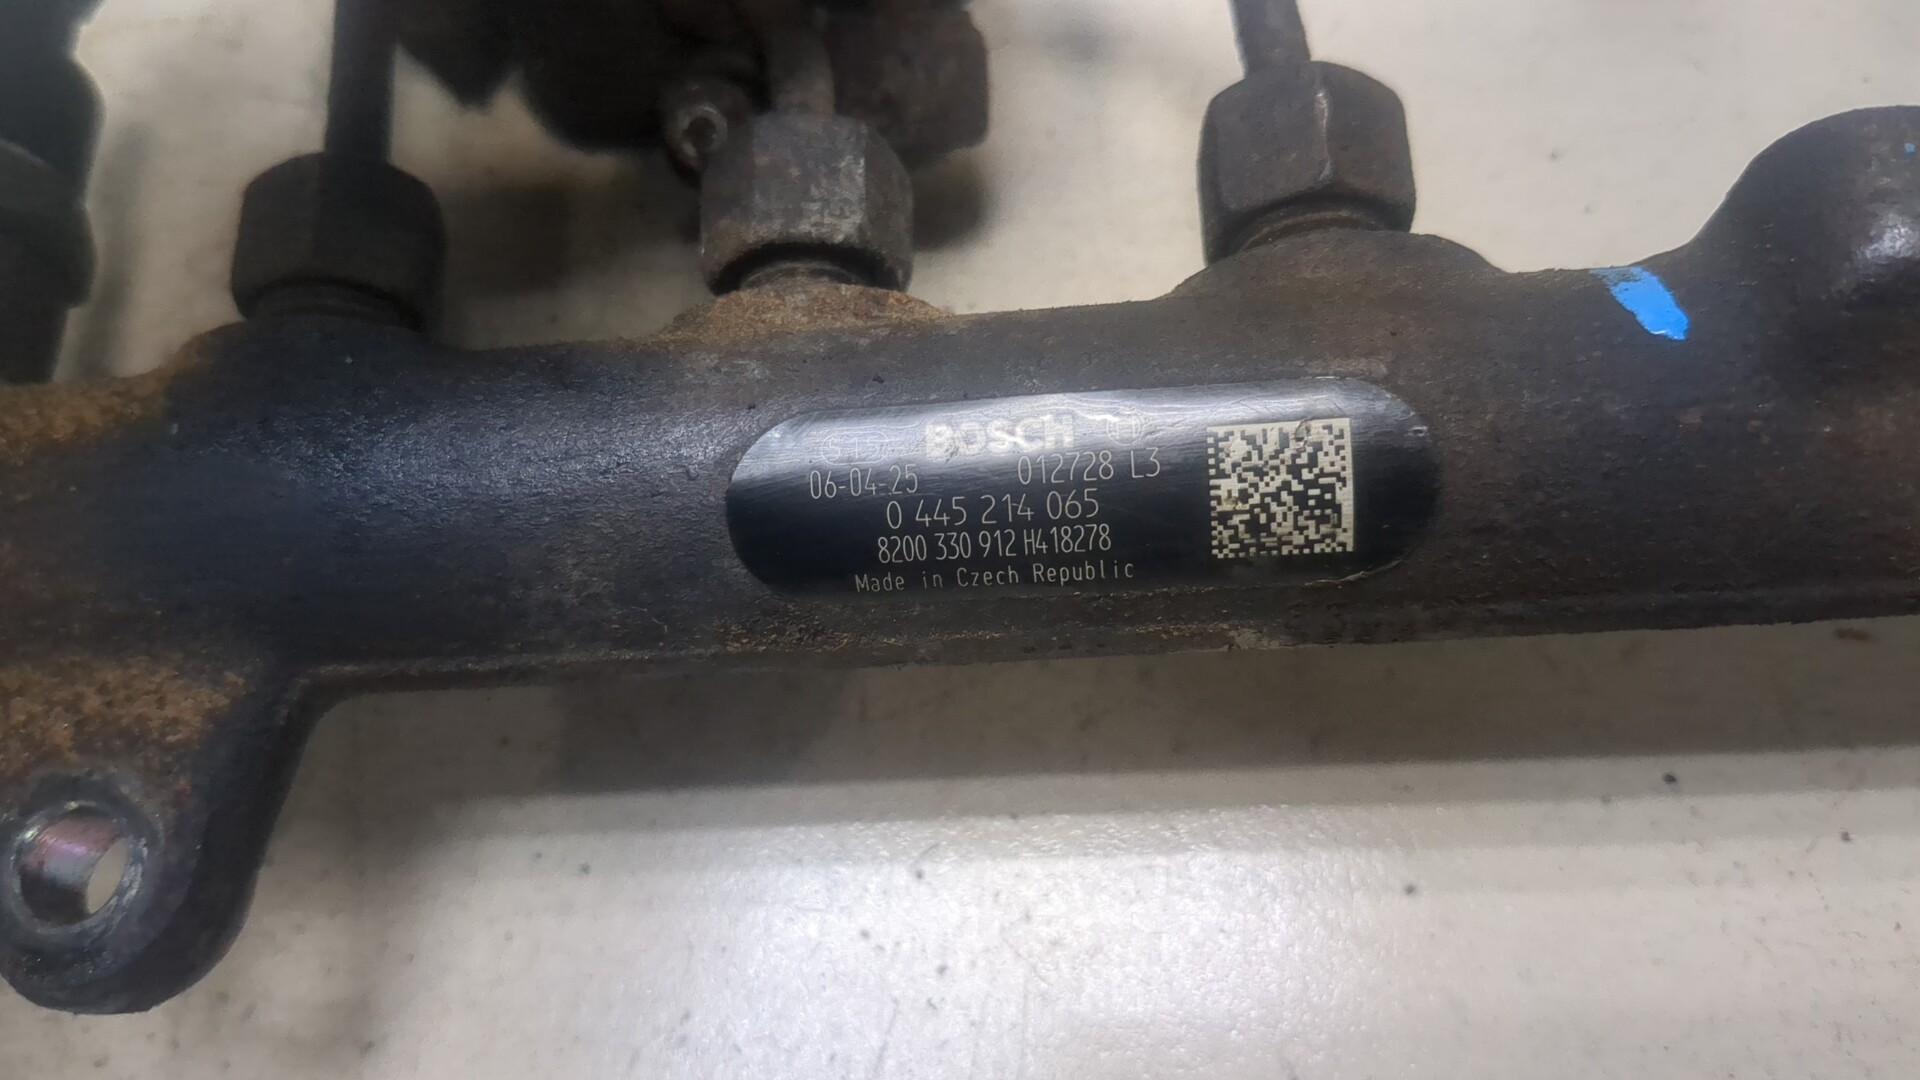 BOSCH
06-04-25 012728 L3
0 445 214 065
8200 330 912 H418278
Made in Czech Republic